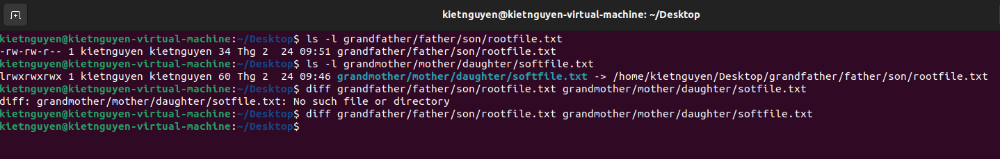 kietnguyen@kietnguyen-virtual-machine: ~/Desktop
kietnguyen@kietnguyen-virtual-machine:~/Desktop$ ls -l grandfather/father/son/rootfile.txt
-rw-rw-r-- 1 kietnguyen kietnguyen 34 Thg 2  24 09:51 grandfather/father/son/rootfile.txt
kietnguyen@kietnguyen-virtual-machine:~/Desktop$ ls -l grandmother/mother/daughter/softfile.txt
lrwxrwxrwx 1 kietnguyen kietnguyen 60 Thg 2  24 09:46 grandmother/mother/daughter/softfile.txt -> /home/kietnguyen/Desktop/grandfather/father/son/rootfile.txt
kietnguyen@kietnguyen-virtual-machine:~/Desktop$ diff grandfather/father/son/rootfile.txt grandmother/mother/daughter/sotfile.txt
diff: grandmother/mother/daughter/sotfile.txt: No such file or directory
kietnguyen@kietnguyen-virtual-machine:~/Desktop$ diff grandfather/father/son/rootfile.txt grandmother/mother/daughter/softfile.txt
kietnguyen@kietnguyen-virtual-machine:~/Desktop$